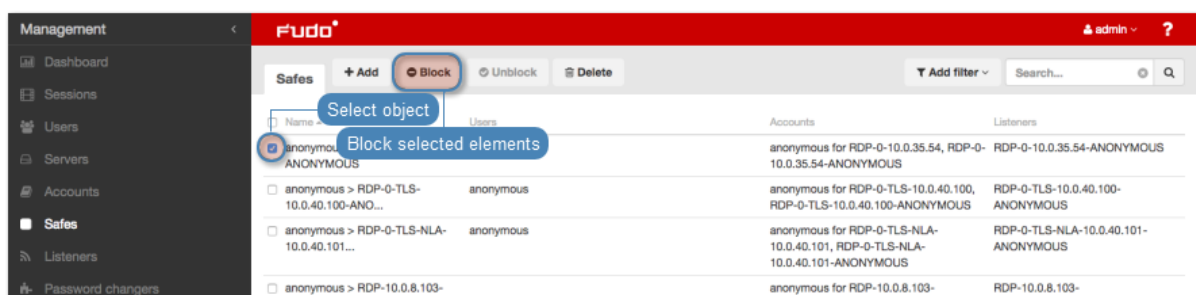 Management
Fudo
admin
?
Dashboard
Sessions
Users
Servers
Accounts
Safes
Listeners
Password changers
Safes
+ Add
Block
Unblock
Delete
Add filter
Search...
Select object
Block selected elements
Name
Users
Accounts
Listeners
ANONYMOUS
anonymous for RDP-0-10.0.35.54, RDP-0-
10.0.35.54-ANONYMOUS
RDP-0-10.0.35.54-ANONYMOUS
anonymous > RDP-0-TLS-
10.0.40.100-ANO...
anonymous
anonymous for RDP-0-TLS-10.0.40.100,
RDP-0-TLS-10.0.40.100-ANONYMOUS
RDP-0-TLS-10.0.40.100-
ANONYMOUS
anonymous > RDP-0-TLS-NLA-
10.0.40.101...
anonymous
anonymous for RDP-0-TLS-NLA-
10.0.40.101, RDP-0-TLS-NLA-
10.0.40.101-ANONYMOUS
RDP-0-TLS-NLA-10.0.40.101-
ANONYMOUS
anonymous > RDP-10.0.8.103-
anonymous for RDP-10.0.8.103-
RDP-10.0.8.103-